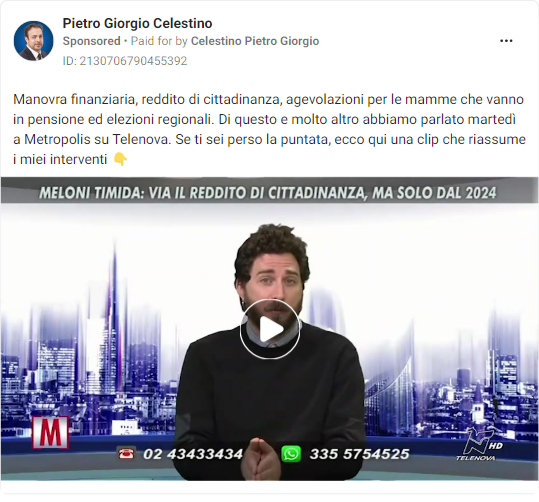 Pietro Giorgio Celestino
Sponsored • Paid for by Celestino Pietro Giorgio
ID: 2130706790455392
Manovra finanziaria, reddito di cittadinanza, agevolazioni per le mamme che vanno
in pensione ed elezioni regionali. Di questo e molto altro abbiamo parlato martedì
a Metropolis su Telenova. Se ti sei perso la puntata, ecco qui una clip che riassume
i miei interventi 👇
MELONI TIMIDA: VIA IL REDDITO DI CITTADINANZA, MA SOLO DAL 2024
M
02 43433434 335 5754525
N HD
TELENOVA